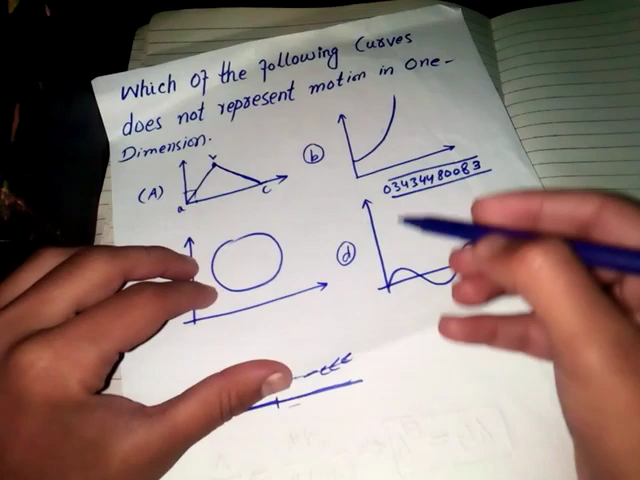 Which Of the following Curves
does not represent motion in One-
Dimension.
(A)
a
c
b
03434480083
d